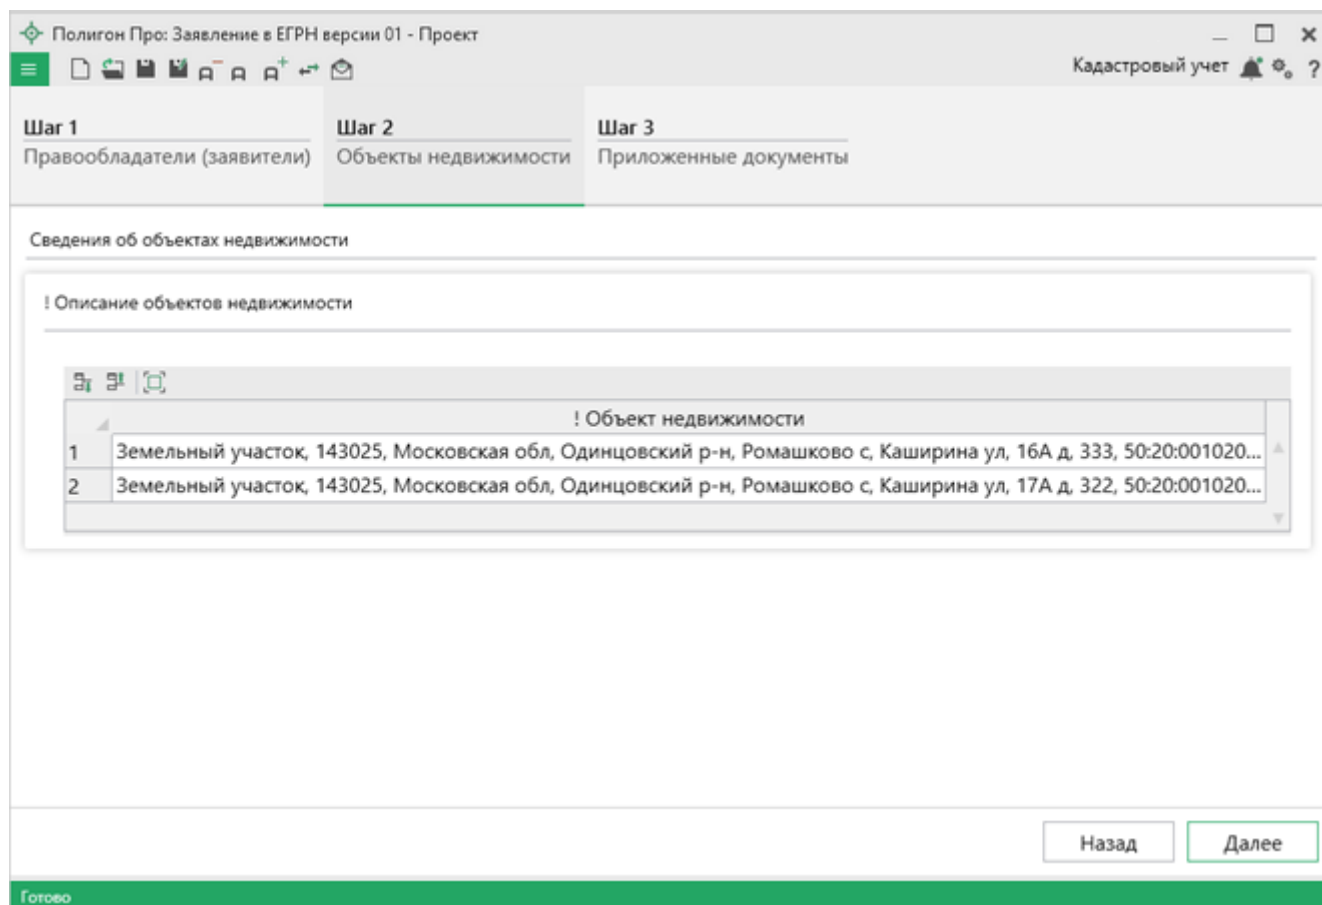 Полигон Про: Заявление в ЕГРН версии 01 - Проект
Кадастровый учет
Шаг 1
Правообладатели (заявители)
Шаг 2
Объекты недвижимости
Шаг 3
Приложенные документы
Сведения об объектах недвижимости
! Описание объектов недвижимости
! Объект недвижимости
1 Земельный участок, 143025, Московская обл, Одинцовский р-н, Ромашково с, Каширина ул, 16А д, 333, 50:20:001020...
2 Земельный участок, 143025, Московская обл, Одинцовский р-н, Ромашково с, Каширина ул, 17А д, 322, 50:20:001020...
Назад
Далее
Готово